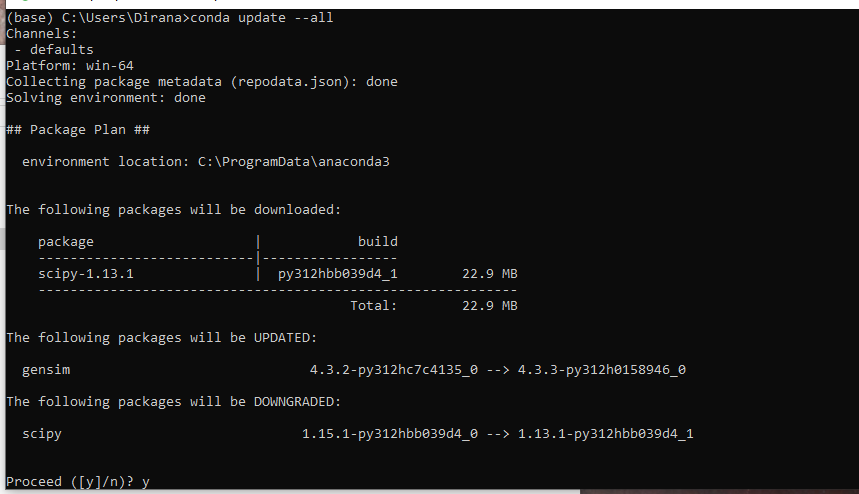 (base) C:\Users\Dirana>conda update --all
Channels:
 - defaults
Platform: win-64
Collecting package metadata (repodata.json): done
Solving environment: done

## Package Plan ##

  environment location: C:\ProgramData\anaconda3


The following packages will be downloaded:

    package                    |            build
    ---------------------------|-----------------
    scipy-1.13.1               |  py312hbb039d4_1        22.9 MB
    ------------------------------------------------------------
                                           Total:        22.9 MB

The following packages will be UPDATED:

  gensim                              4.3.2-py312hc7c4135_0 --> 4.3.3-py312h0158946_0

The following packages will be DOWNGRADED:

  scipy                              1.15.1-py312hbb039d4_0 --> 1.13.1-py312hbb039d4_1


Proceed ([y]/n)? y